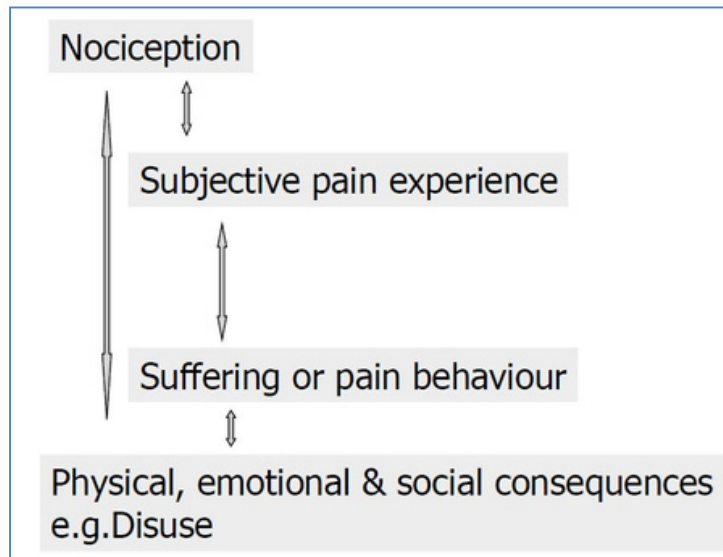 Nociception
Subjective pain experience
Suffering or pain behaviour
Physical, emotional & social consequences
e.g.Disuse